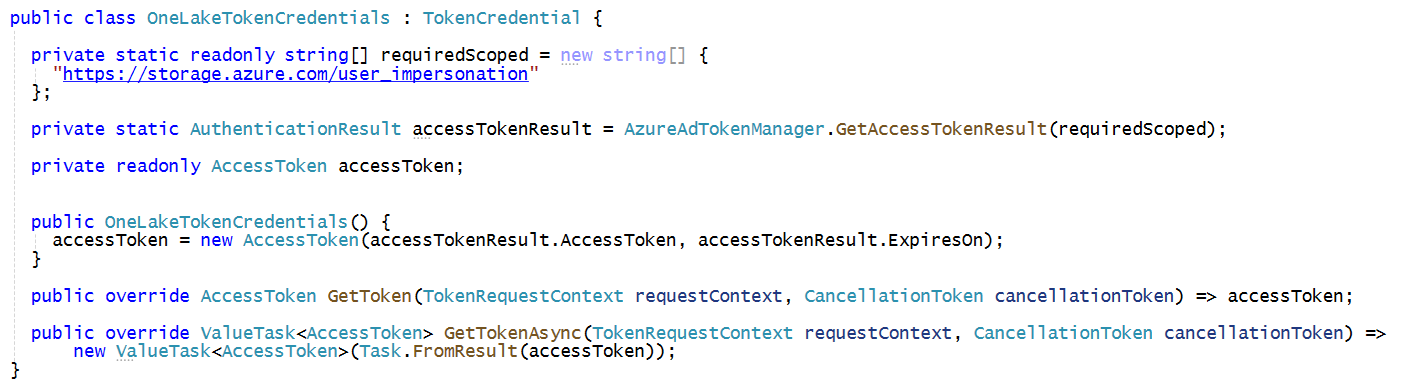 public class OneLakeTokenCredentials : TokenCredential {
private static readonly string[] requiredScoped = new string[] {
"https://storage.azure.com/user_impersonation"
};
private static AuthenticationResult accessTokenResult = AzureAdTokenManager.GetAccessTokenResult(requiredScoped);
private readonly AccessToken accessToken;
public OneLakeTokenCredentials() {
accessToken = new AccessToken(accessTokenResult.AccessToken, accessTokenResult.ExpiresOn);
}
public override AccessToken GetToken(TokenRequestContext requestContext, CancellationToken cancellationToken) => accessToken;
public override ValueTask<AccessToken> GetTokenAsync(TokenRequestContext requestContext, CancellationToken cancellationToken) =>
new ValueTask<AccessToken>(Task.FromResult(accessToken));
}